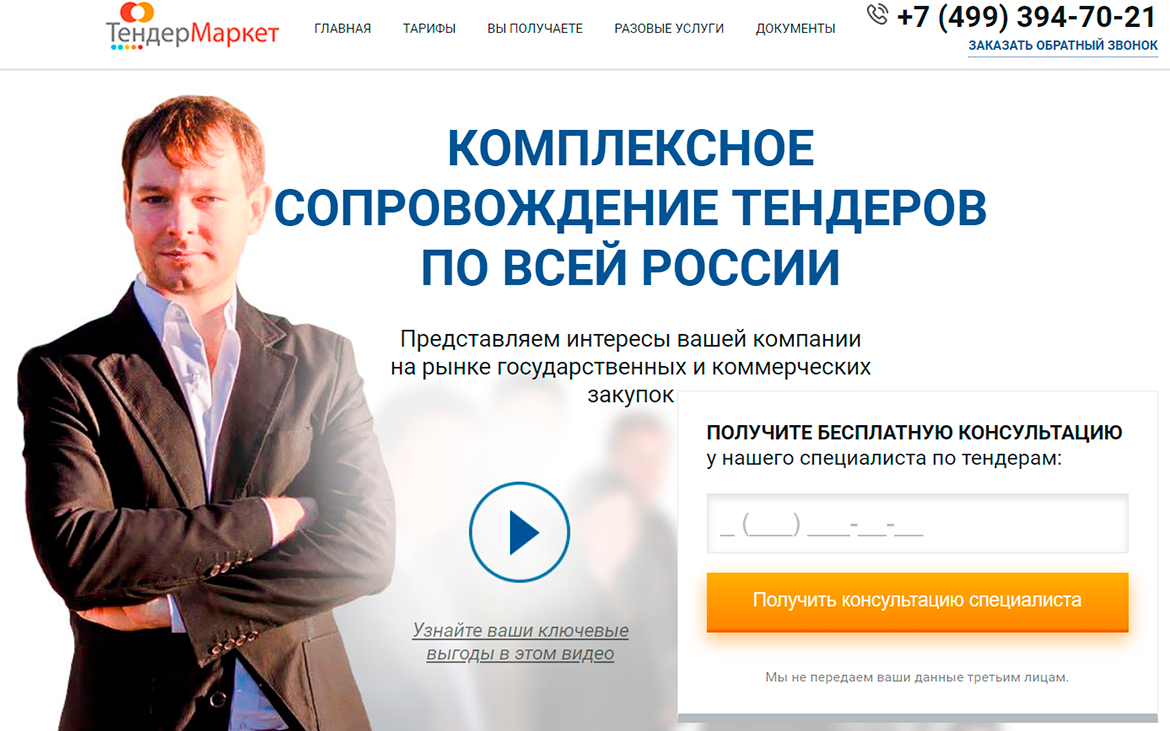 ТендерМаркет
ГЛАВНАЯ
ТАРИФЫ
ВЫ ПОЛУЧАЕТЕ
РАЗОВЫЕ УСЛУГИ
ДОКУМЕНТЫ
+7 (499) 394-70-21
ЗАКАЗАТЬ ОБРАТНЫЙ ЗВОНОК
КОМПЛЕКСНОЕ
СОПРОВОЖДЕНИЕ ТЕНДЕРОВ
ПО ВСЕЙ РОССИИ
Представляем интересы вашей компании
на рынке государственных и коммерческих
закупок
ПОЛУЧИТЕ БЕСПЛАТНУЮ КОНСУЛЬТАЦИЮ
у нашего специалиста по тендерам:
_ (___) ___-__-__
Получить консультацию специалиста
Мы не передаем ваши данные третьим лицам.
Узнайте ваши ключевые
выгоды в этом видео